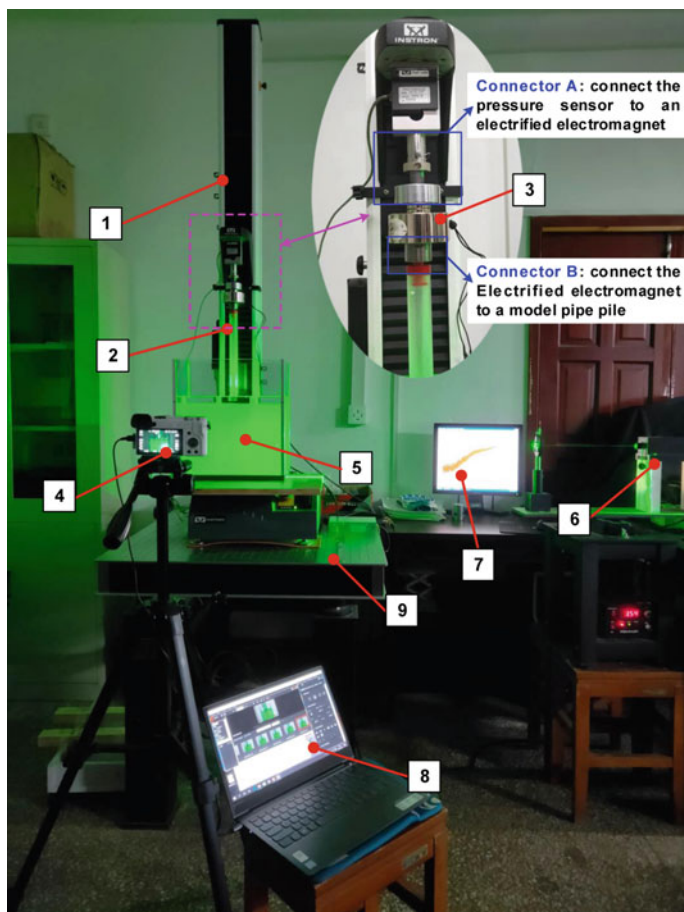 INSTRON
Connector A: connect the
pressure sensor to an
electrified electromagnet
1
3
Connector B: connect the
Electrified electromagnet
to a model pipe pile
2
5
4
6
7
9
8